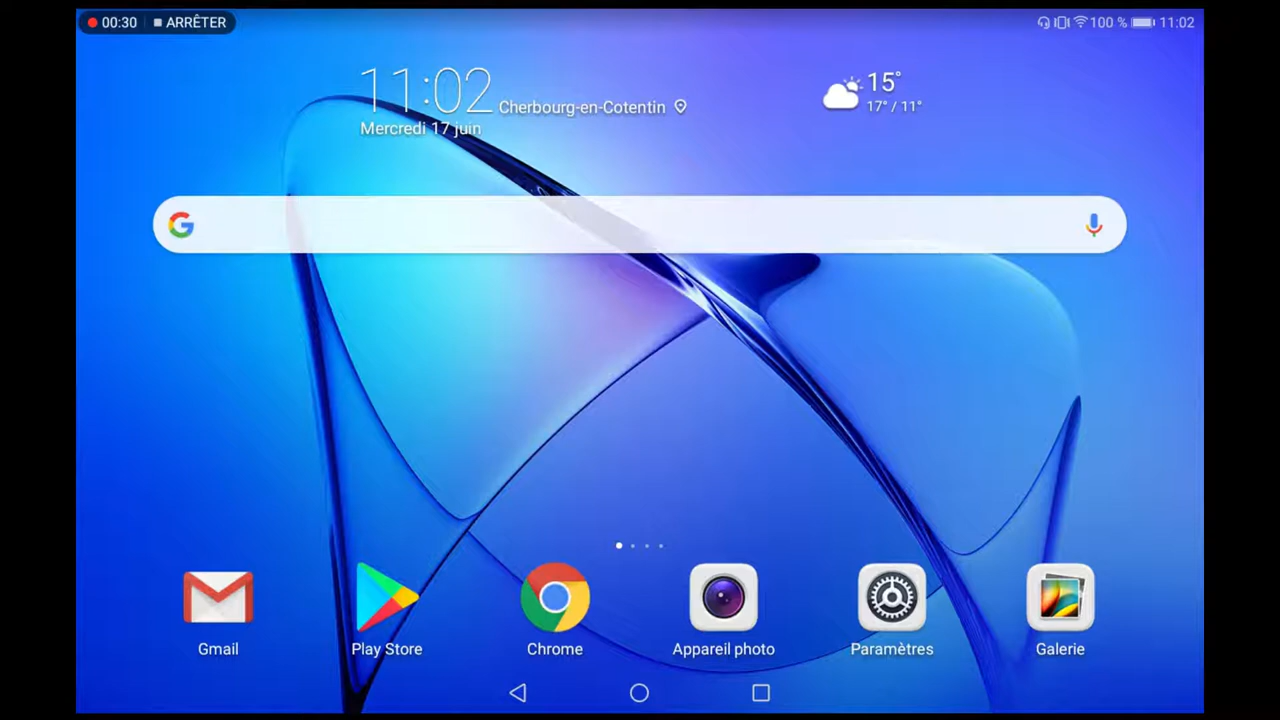 00:30 ARRÊTER
100 % 11:02
11:02 Cherbourg-en-Cotentin
Mercredi 17 juin
15°
17° / 11°
Gmail
Play Store
Chrome
Appareil photo
Paramètres
Galerie